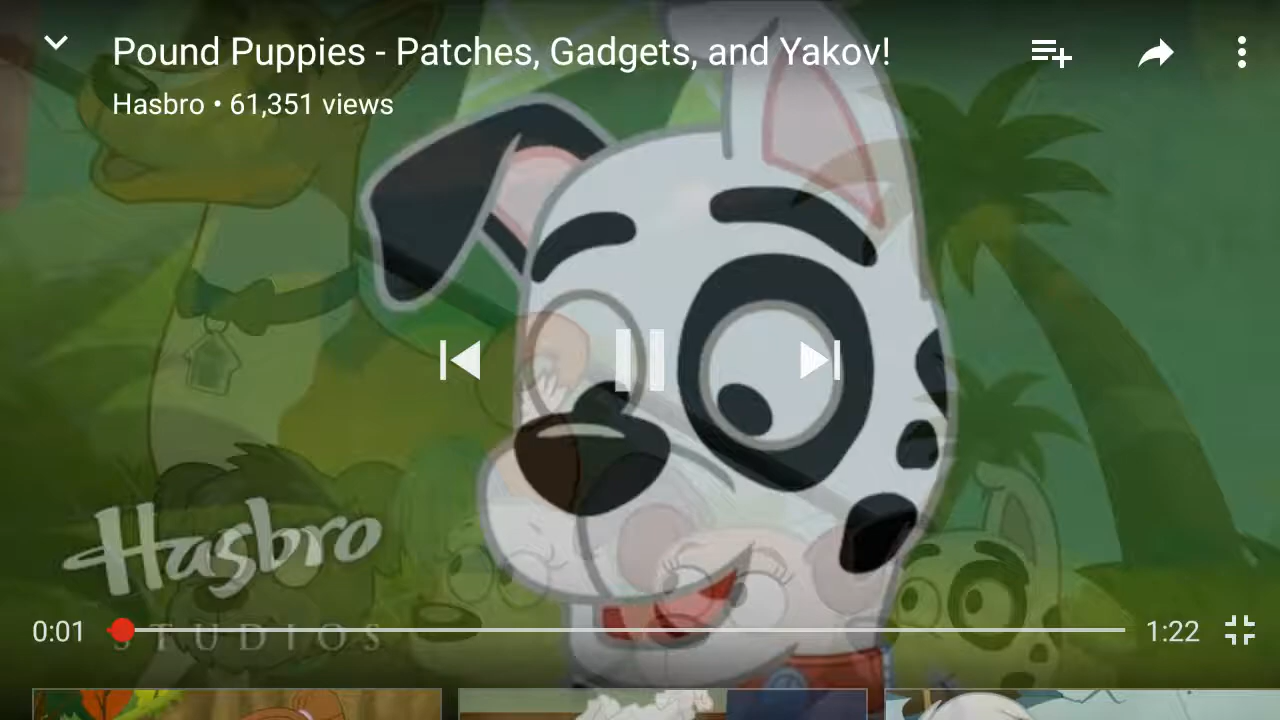 Pound Puppies - Patches, Gadgets, and Yakov!
Hasbro • 61,351 views
Hasbro
STUDIOS
0:01
1:22